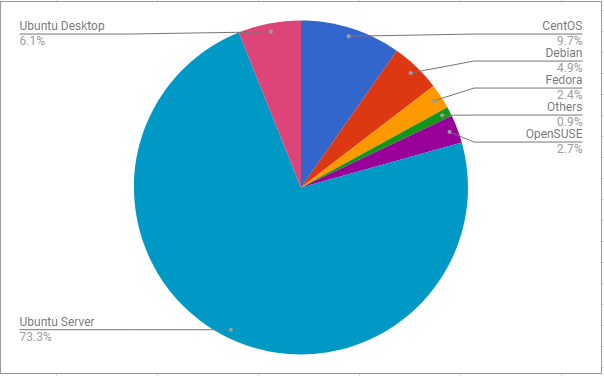 Ubuntu Desktop
6.1%
CentOS
9.7%
Debian
4.9%
Fedora
2.4%
Others
0.9%
OpenSUSE
2.7%
Ubuntu Server
73.3%